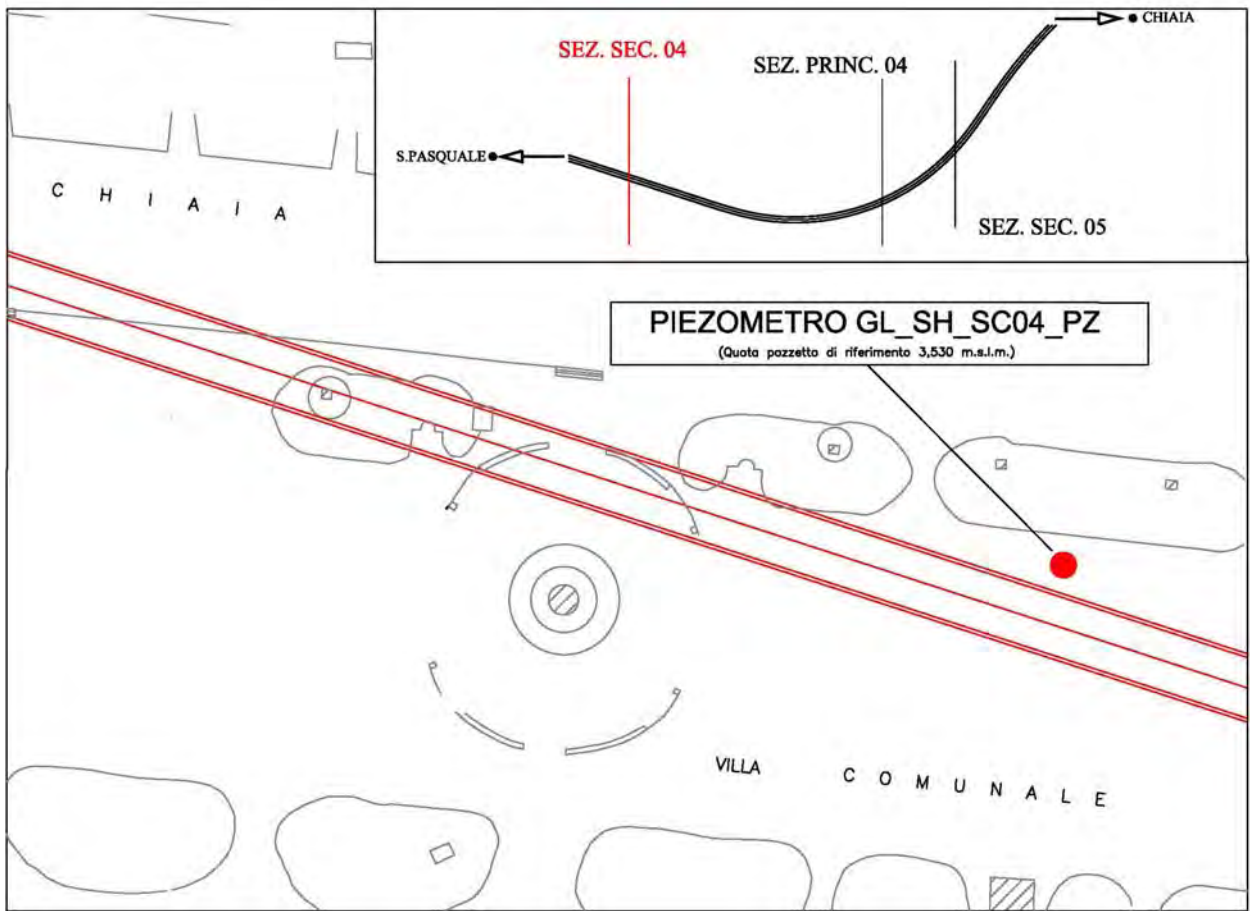 CHIAIA
SEZ. SEC. 04
SEZ. PRINC. 04
S.PASQUALE
SEZ. SEC. 05
C H I A I A
PIEZOMETRO GL_SH_SC04_PZ
(Quota pozzetto di riferimento 3,530 m.s.l.m.)
VILLA C O M U N A L E